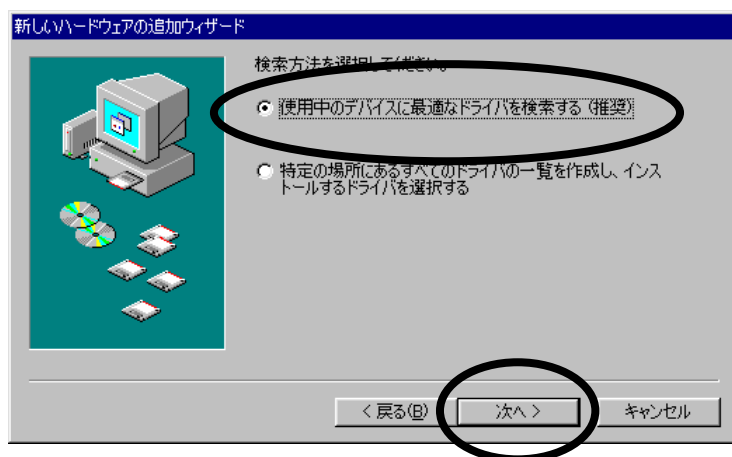 新しいハードウェアの追加ウィザード
検索方法を選択してください。
使用中のデバイスに最適なドライバを検索する (推奨)
特定の場所にあるすべてのドライバの一覧を作成し、インス
トールするドライバを選択する
< 戻る(B)
次へ >
キャンセル